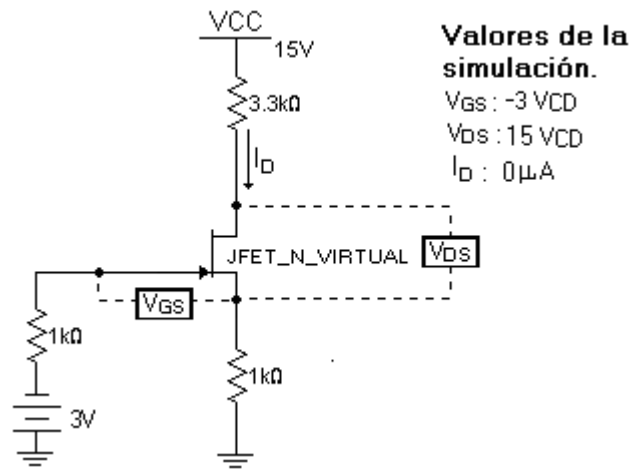 VCC
15V
3.3kΩ
ID
Valores de la
simulación.
VGS : -3 VCD
VDS : 15 VCD
ID : 0µA
JFET_N_VIRTUAL
VDS
VGS
1kΩ
1kΩ
3V